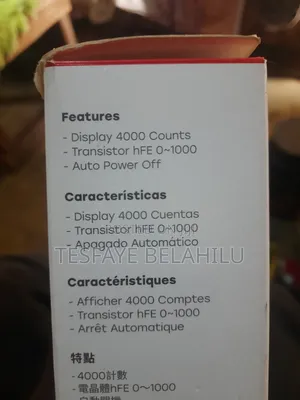 Features
- Display 4000 Counts
- Transistor hFE 0~1000
- Auto Power Off
Características
- Display 4000 Cuentas
- Transistor hFE 0~1000
- Apagado Automático
TESFAYE BELAHILU
Caractéristiques
- Afficher 4000 Comptes
- Transistor hFE 0~1000
- Arrêt Automatique
特點
- 4000計數
- 電晶體hFE 0~1000